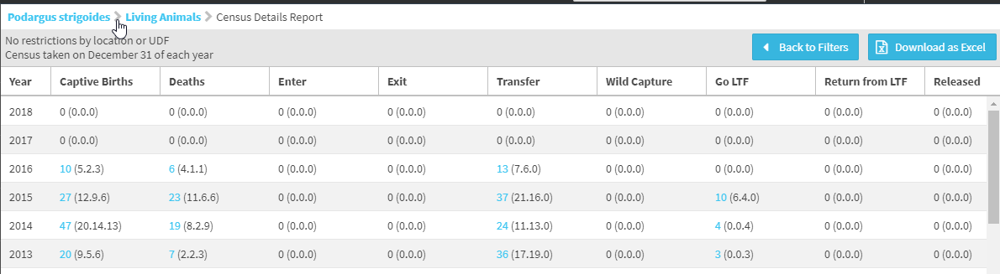 Podargus strigoides Living Animals Census Details Report
No restrictions by location or UDF
Census taken on December 31 of each year
Back to Filters Download as Excel
Year Captive Births Deaths Enter Exit Transfer Wild Capture Go LTF Return from LTF Released
2018 0 (0.0.0) 0 (0.0.0) 0 (0.0.0) 0 (0.0.0) 0 (0.0.0) 0 (0.0.0) 0 (0.0.0) 0 (0.0.0) 0 (0.0.0)
2017 0 (0.0.0) 0 (0.0.0) 0 (0.0.0) 0 (0.0.0) 0 (0.0.0) 0 (0.0.0) 0 (0.0.0) 0 (0.0.0) 0 (0.0.0)
2016 10 (5.2.3) 6 (4.1.1) 0 (0.0.0) 0 (0.0.0) 13 (7.6.0) 0 (0.0.0) 0 (0.0.0) 0 (0.0.0) 0 (0.0.0)
2015 27 (12.9.6) 23 (11.6.6) 0 (0.0.0) 0 (0.0.0) 37 (21.16.0) 0 (0.0.0) 10 (6.4.0) 0 (0.0.0) 0 (0.0.0)
2014 47 (20.14.13) 19 (8.2.9) 0 (0.0.0) 0 (0.0.0) 24 (11.13.0) 0 (0.0.0) 4 (0.0.4) 0 (0.0.0) 0 (0.0.0)
2013 20 (9.5.6) 7 (2.2.3) 0 (0.0.0) 0 (0.0.0) 36 (17.19.0) 0 (0.0.0) 3 (0.0.3) 0 (0.0.0) 0 (0.0.0)